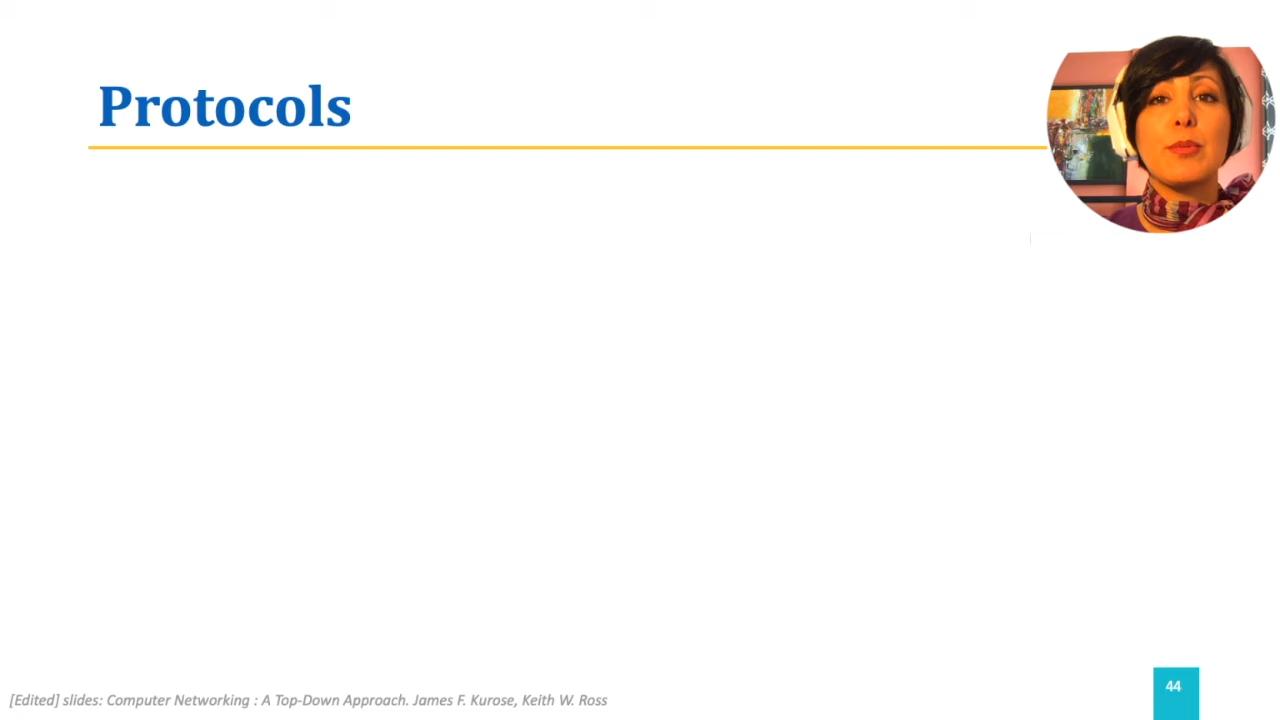 Protocols
[Edited] slides: Computer Networking : A Top-Down Approach. James F. Kurose, Keith W. Ross
44